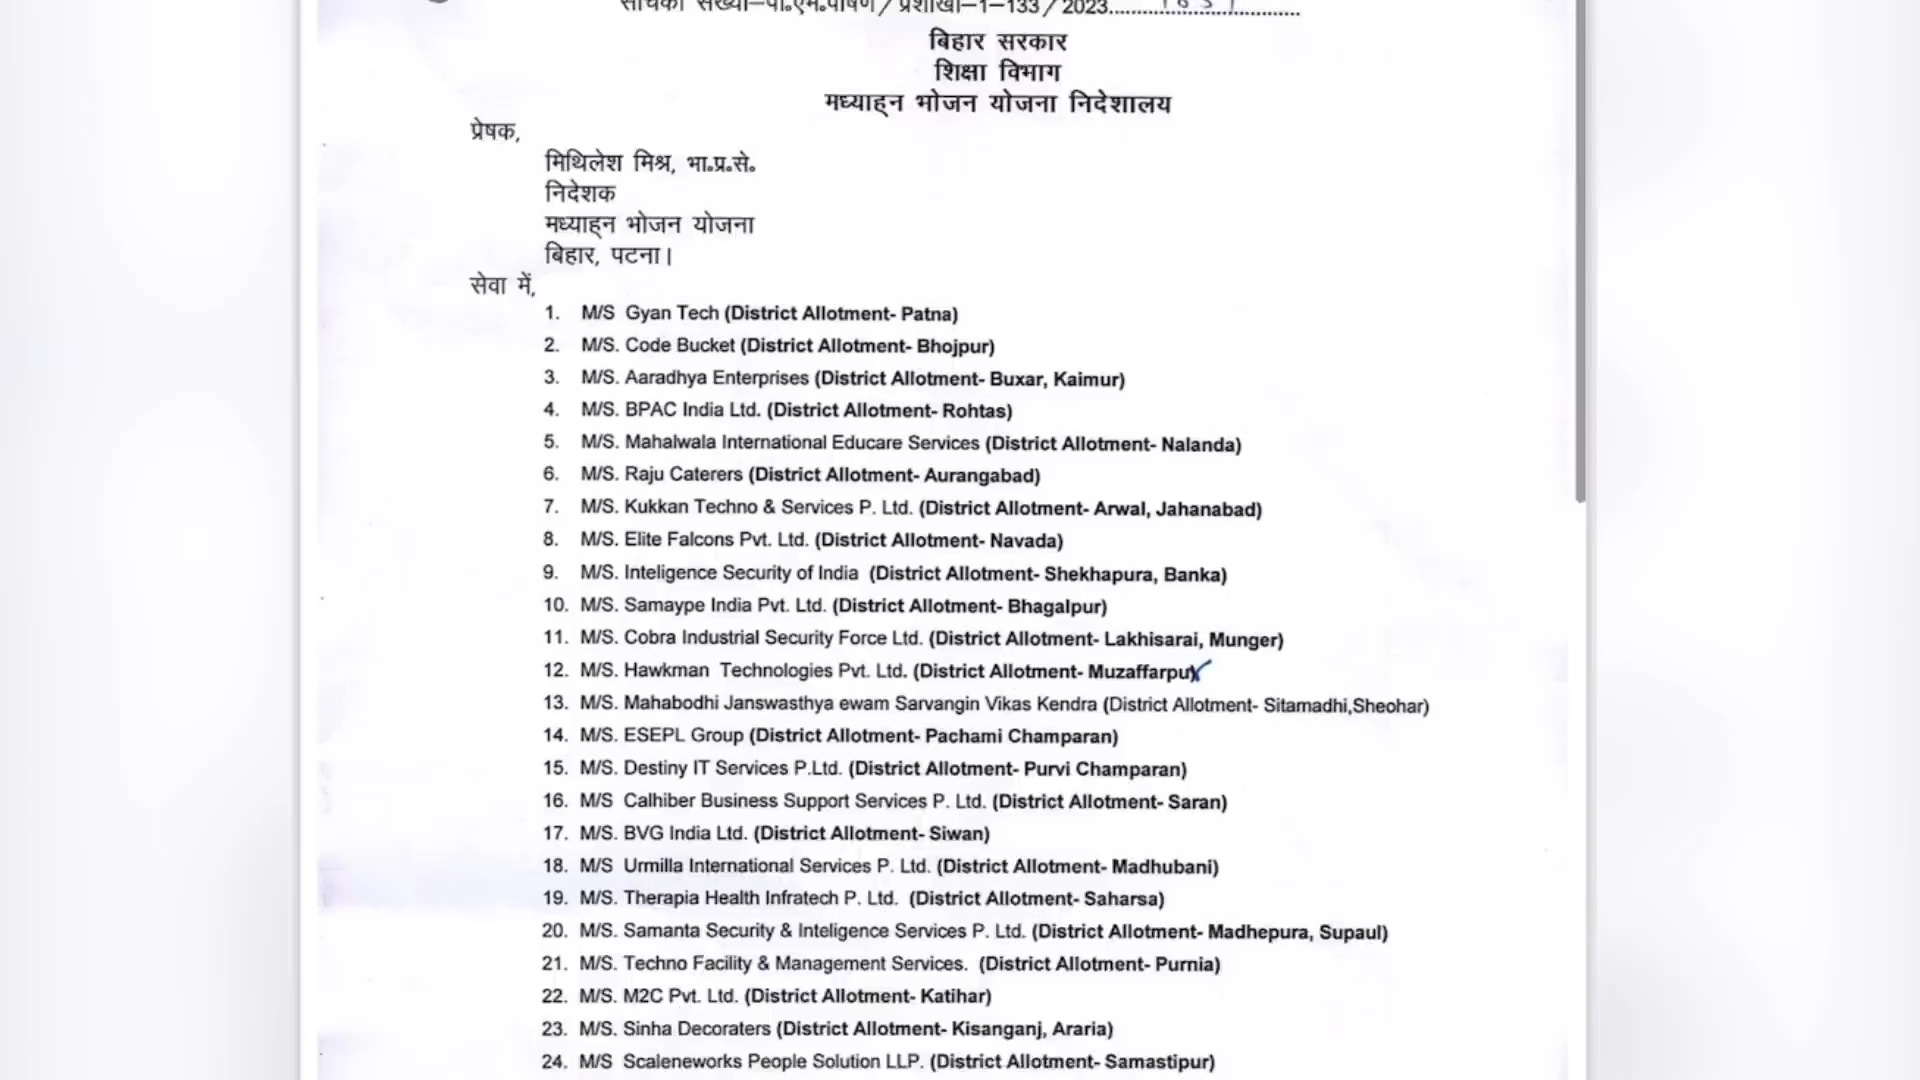 संचिका संख्या–पी०एम०पोषण/प्रशाखा–1–133/2023
बिहार सरकार
शिक्षा विभाग
मध्याह्न भोजन योजना निदेशालय
प्रेषक,
मिथिलेश मिश्र, भा०प्र०से०
निदेशक
मध्याह्न भोजन योजना
बिहार, पटना।
सेवा में,
1. M/S Gyan Tech (District Allotment- Patna)
2. M/S. Code Bucket (District Allotment- Bhojpur)
3. M/S. Aaradhya Enterprises (District Allotment- Buxar, Kaimur)
4. M/S. BPAC India Ltd. (District Allotment- Rohtas)
5. M/S. Mahalwala International Educare Services (District Allotment- Nalanda)
6. M/S. Raju Caterers (District Allotment- Aurangabad)
7. M/S. Kukkan Techno & Services P. Ltd. (District Allotment- Arwal, Jahanabad)
8. M/S. Elite Falcons Pvt. Ltd. (District Allotment- Navada)
9. M/S. Inteligence Security of India (District Allotment- Shekhapura, Banka)
10. M/S. Samaype India Pvt. Ltd. (District Allotment- Bhagalpur)
11. M/S. Cobra Industrial Security Force Ltd. (District Allotment- Lakhisarai, Munger)
12. M/S. Hawkman Technologies Pvt. Ltd. (District Allotment- Muzaffarpur)
13. M/S. Mahabodhi Janswasthya ewam Sarvangin Vikas Kendra (District Allotment- Sitamadhi,Sheohar)
14. M/S. ESEPL Group (District Allotment- Pachami Champaran)
15. M/S. Destiny IT Services P.Ltd. (District Allotment- Purvi Champaran)
16. M/S Calhiber Business Support Services P. Ltd. (District Allotment- Saran)
17. M/S. BVG India Ltd. (District Allotment- Siwan)
18. M/S Urmilla International Services P. Ltd. (District Allotment- Madhubani)
19. M/S. Therapia Health Infratech P. Ltd. (District Allotment- Saharsa)
20. M/S. Samanta Security & Inteligence Services P. Ltd. (District Allotment- Madhepura, Supaul)
21. M/S. Techno Facility & Management Services. (District Allotment- Purnia)
22. M/S. M2C Pvt. Ltd. (District Allotment- Katihar)
23. M/S. Sinha Decoraters (District Allotment- Kisanganj, Araria)
24. M/S Scaleneworks People Solution LLP. (District Allotment- Samastipur)